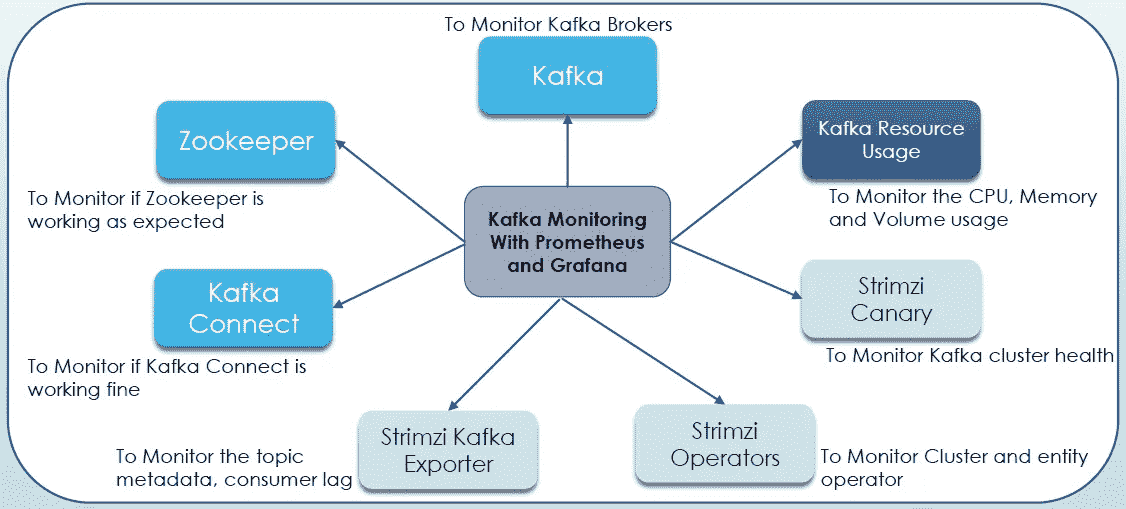 To Monitor Kafka Brokers
Kafka
Zookeeper
To Monitor if Zookeeper is
working as expected
Kafka Resource
Usage
To Monitor the CPU, Memory
and Volume usage
Kafka Monitoring
With Prometheus
and Grafana
Kafka
Connect
To Monitor if Kafka Connect is
working fine
Strimzi
Canary
To Monitor Kafka cluster health
Strimzi Kafka
Exporter
To Monitor the topic
metadata, consumer lag
Strimzi
Operators
To Monitor Cluster and entity
operator